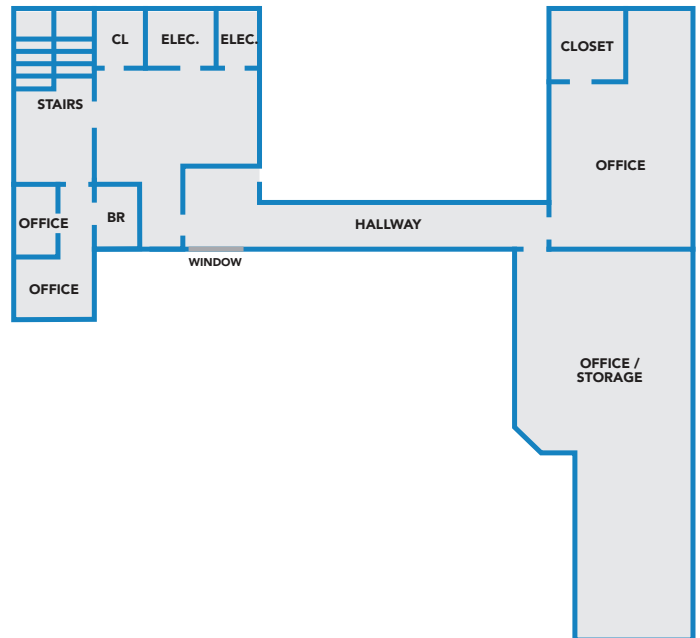 CL
ELEC.
ELEC.
CLOSET
STAIRS
OFFICE
BR
OFFICE
HALLWAY
WINDOW
OFFICE
OFFICE /
STORAGE